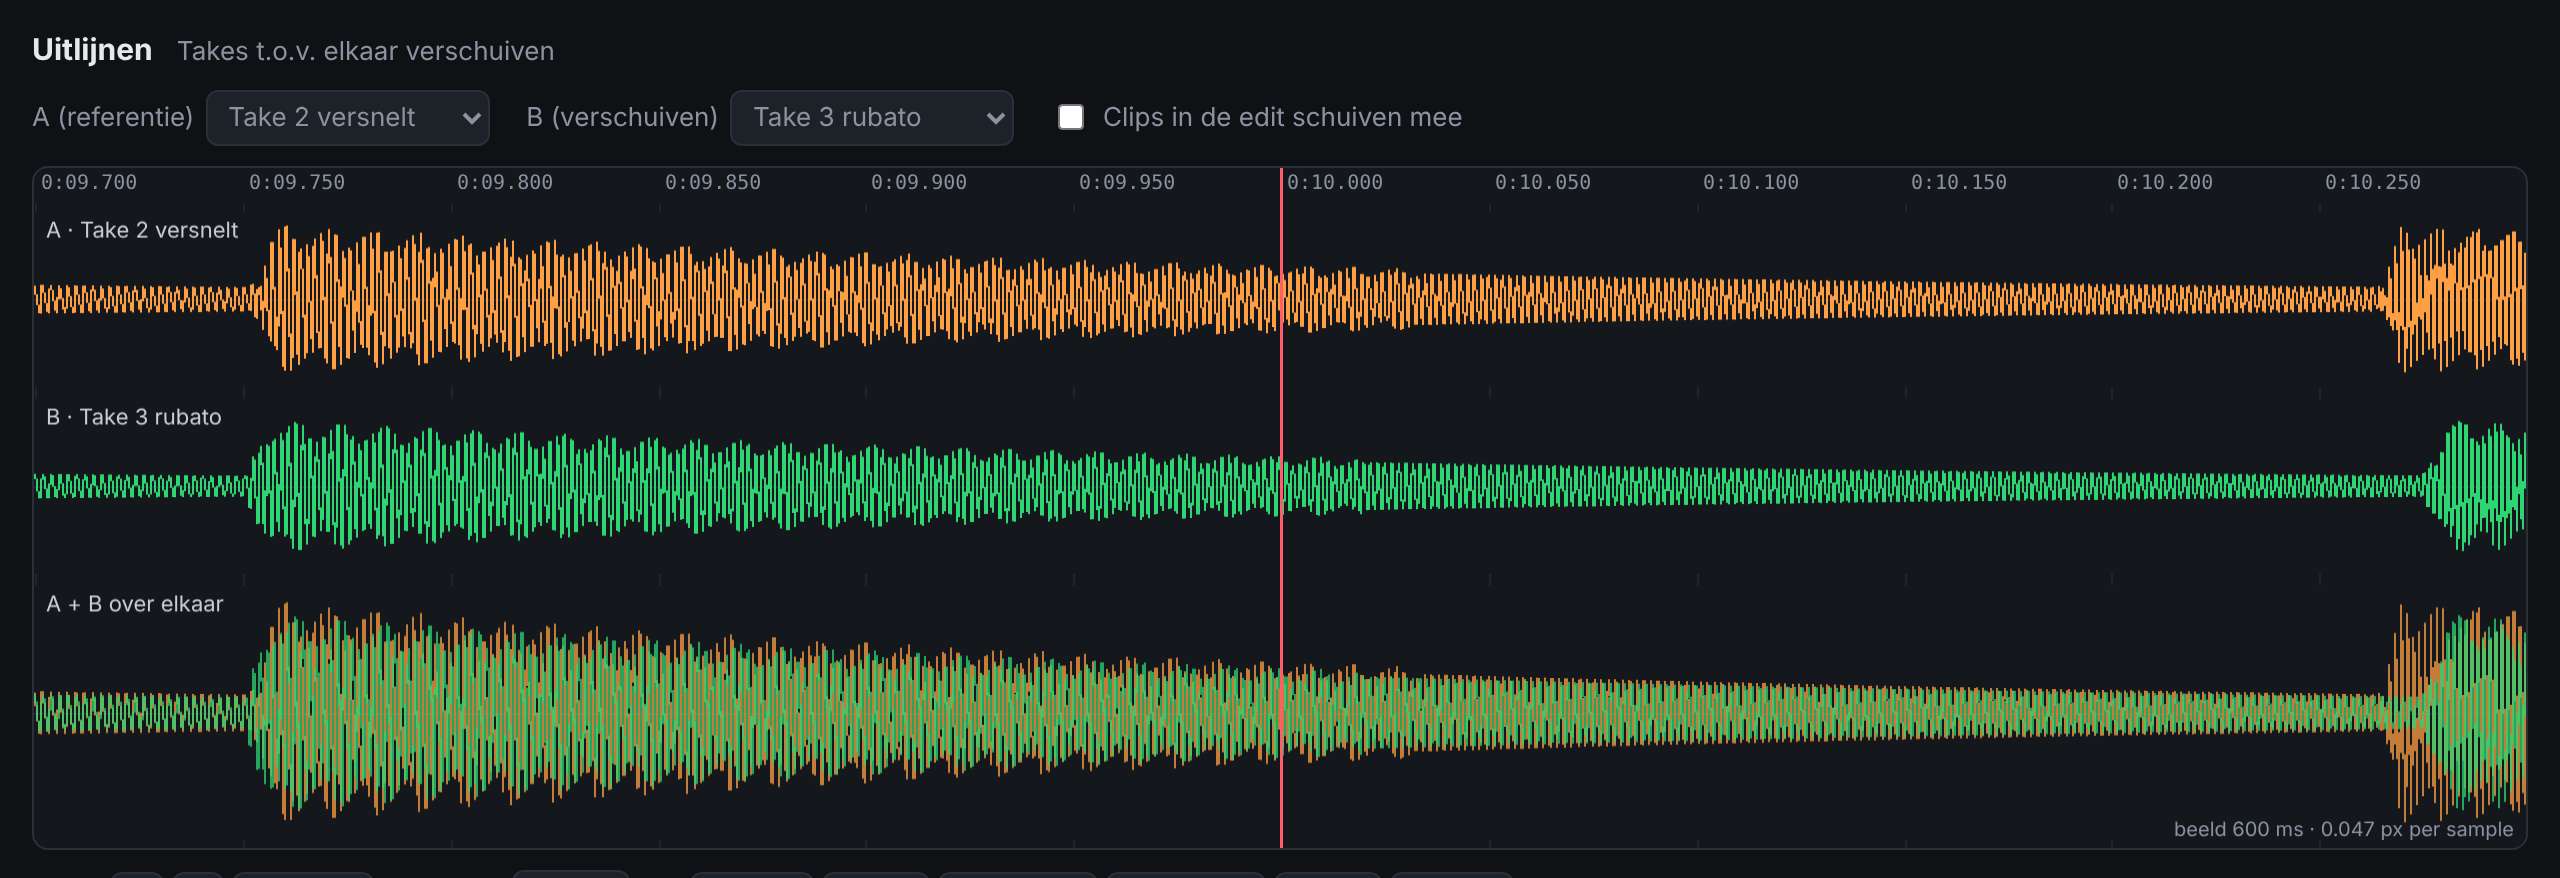 Uitlijnen Takes t.o.v. elkaar verschuiven
A (referentie) Take 2 versnelt B (verschuiven) Take 3 rubato Clips in de edit schuiven mee
0:09.700 0:09.750 0:09.800 0:09.850 0:09.900 0:09.950 0:10.000 0:10.050 0:10.100 0:10.150 0:10.200 0:10.250
A · Take 2 versnelt
B · Take 3 rubato
A + B over elkaar
beeld 600 ms · 0.047 px per sample